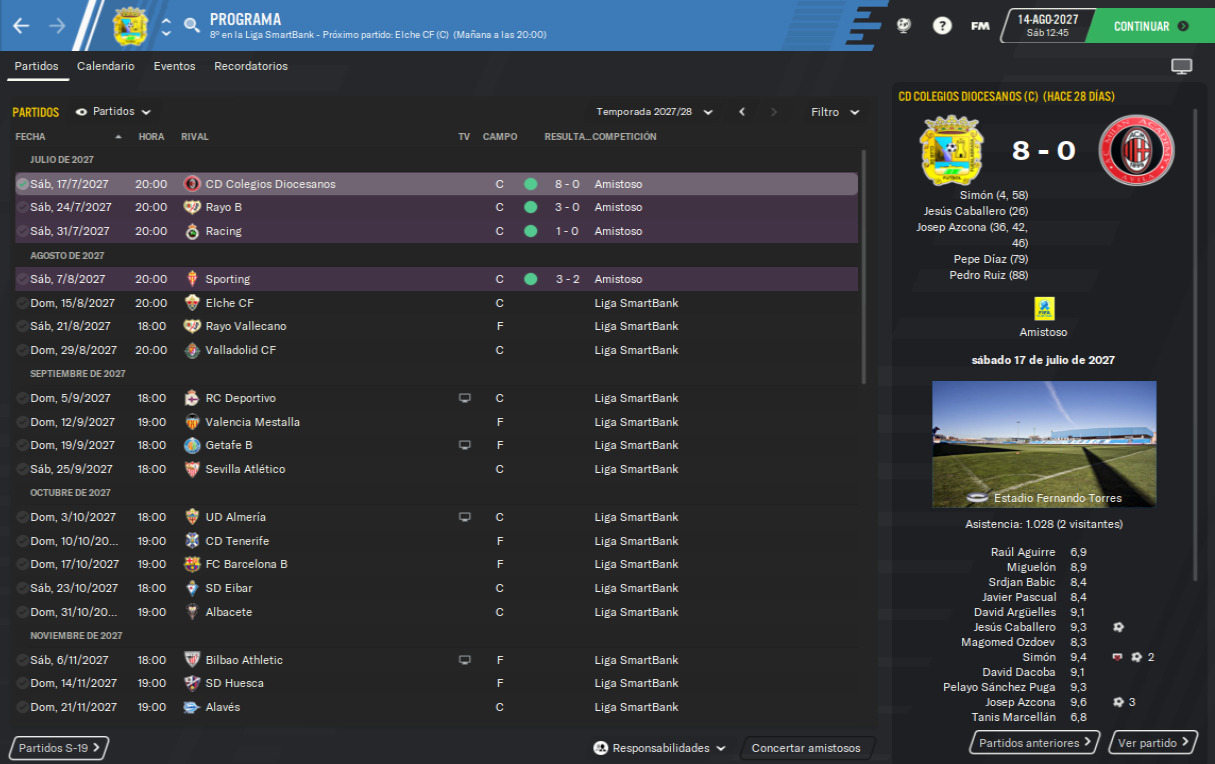 PROGRAMA
8º en la Liga SmartBank - Próximo partido: Elche CF (C) (Mañana a las 20:00)
?
FM
14-AGO-2027
Sáb 12:45
CONTINUAR
Partidos Calendario Eventos Recordatorios
PARTIDOS Partidos Temporada 2027/28 Filtro
FECHA HORA RIVAL TV CAMPO RESULTA... COMPETICIÓN
JULIO DE 2027
Sáb, 17/7/2027 20:00 CD Colegios Diocesanos C 8 - 0 Amistoso
Sáb, 24/7/2027 20:00 Rayo B C 3 - 0 Amistoso
Sáb, 31/7/2027 20:00 Racing C 1 - 0 Amistoso
AGOSTO DE 2027
Sáb, 7/8/2027 20:00 Sporting C 3 - 2 Amistoso
Dom, 15/8/2027 20:00 Elche CF C Liga SmartBank
Sáb, 21/8/2027 18:00 Rayo Vallecano F Liga SmartBank
Dom, 29/8/2027 20:00 Valladolid CF C Liga SmartBank
SEPTIEMBRE DE 2027
Dom, 5/9/2027 18:00 RC Deportivo C Liga SmartBank
Dom, 12/9/2027 19:00 Valencia Mestalla F Liga SmartBank
Dom, 19/9/2027 18:00 Getafe B F Liga SmartBank
Sáb, 25/9/2027 18:00 Sevilla Atlético C Liga SmartBank
OCTUBRE DE 2027
Dom, 3/10/2027 18:00 UD Almería C Liga SmartBank
Dom, 10/10/20... 19:00 CD Tenerife F Liga SmartBank
Dom, 17/10/2027 19:00 FC Barcelona B F Liga SmartBank
Sáb, 23/10/2027 18:00 SD Eibar C Liga SmartBank
Dom, 31/10/20... 19:00 Albacete C Liga SmartBank
NOVIEMBRE DE 2027
Sáb, 6/11/2027 18:00 Bilbao Athletic F Liga SmartBank
Dom, 14/11/2027 19:00 SD Huesca F Liga SmartBank
Dom, 21/11/2027 19:00 Alavés C Liga SmartBank
Partidos S-19 Responsabilidades Concertar amistosos
CD COLEGIOS DIOCESANOS (C) (HACE 28 DÍAS)
8 - 0
Simón (4, 58)
Jesús Caballero (26)
Josep Azcona (36, 42,
46)
Pepe Díaz (79)
Pedro Ruiz (88)
Amistoso
sábado 17 de julio de 2027
Estadio Fernando Torres
Asistencia: 1.028 (2 visitantes)
Raúl Aguirre 6,9
Miguelón 8,9
Srdjan Babic 8,4
Javier Pascual 8,4
David Argüelles 9,1
Jesús Caballero 9,3
Magomed Ozdoev 8,3
Simón 9,4 2
David Dacoba 9,1
Pelayo Sánchez Puga 9,3
Josep Azcona 9,6 3
Tanis Marcellán 6,8
Partidos anteriores Ver partido